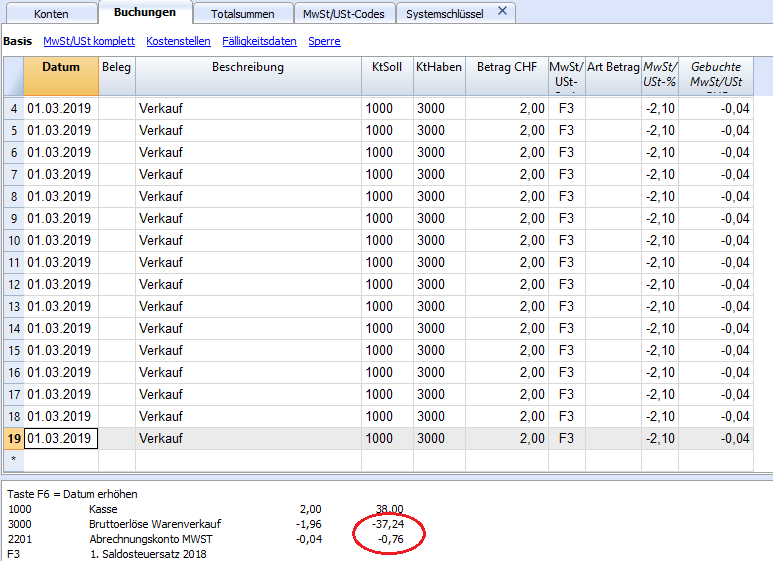 Konten Buchungen Totalsummen MwSt/USt-Codes Systemschlüssel
Basis MwSt/USt komplett Kostenstellen Fälligkeitsdaten Sperre
Datum Beleg Beschreibung KtSoll KtHaben Betrag CHF MwSt/ Art Betrag MwSt/ Gebuchte
USt- USt-% MwSt/USt
4 01.03.2019 Verkauf 1000 3000 2,00 F3 -2,10 -0,04
5 01.03.2019 Verkauf 1000 3000 2,00 F3 -2,10 -0,04
6 01.03.2019 Verkauf 1000 3000 2,00 F3 -2,10 -0,04
7 01.03.2019 Verkauf 1000 3000 2,00 F3 -2,10 -0,04
8 01.03.2019 Verkauf 1000 3000 2,00 F3 -2,10 -0,04
9 01.03.2019 Verkauf 1000 3000 2,00 F3 -2,10 -0,04
10 01.03.2019 Verkauf 1000 3000 2,00 F3 -2,10 -0,04
11 01.03.2019 Verkauf 1000 3000 2,00 F3 -2,10 -0,04
12 01.03.2019 Verkauf 1000 3000 2,00 F3 -2,10 -0,04
13 01.03.2019 Verkauf 1000 3000 2,00 F3 -2,10 -0,04
14 01.03.2019 Verkauf 1000 3000 2,00 F3 -2,10 -0,04
15 01.03.2019 Verkauf 1000 3000 2,00 F3 -2,10 -0,04
16 01.03.2019 Verkauf 1000 3000 2,00 F3 -2,10 -0,04
17 01.03.2019 Verkauf 1000 3000 2,00 F3 -2,10 -0,04
18 01.03.2019 Verkauf 1000 3000 2,00 F3 -2,10 -0,04
19 01.03.2019 Verkauf 1000 3000 2,00 F3 -2,10 -0,04
*
Taste F6 = Datum erhöhen
1000 Kasse 2,00 38,00
3000 Bruttoerlöse Warenverkauf -1,96 -37,24
2201 Abrechnungskonto MWST -0,04 -0,76
F3 1. Saldosteuersatz 2018